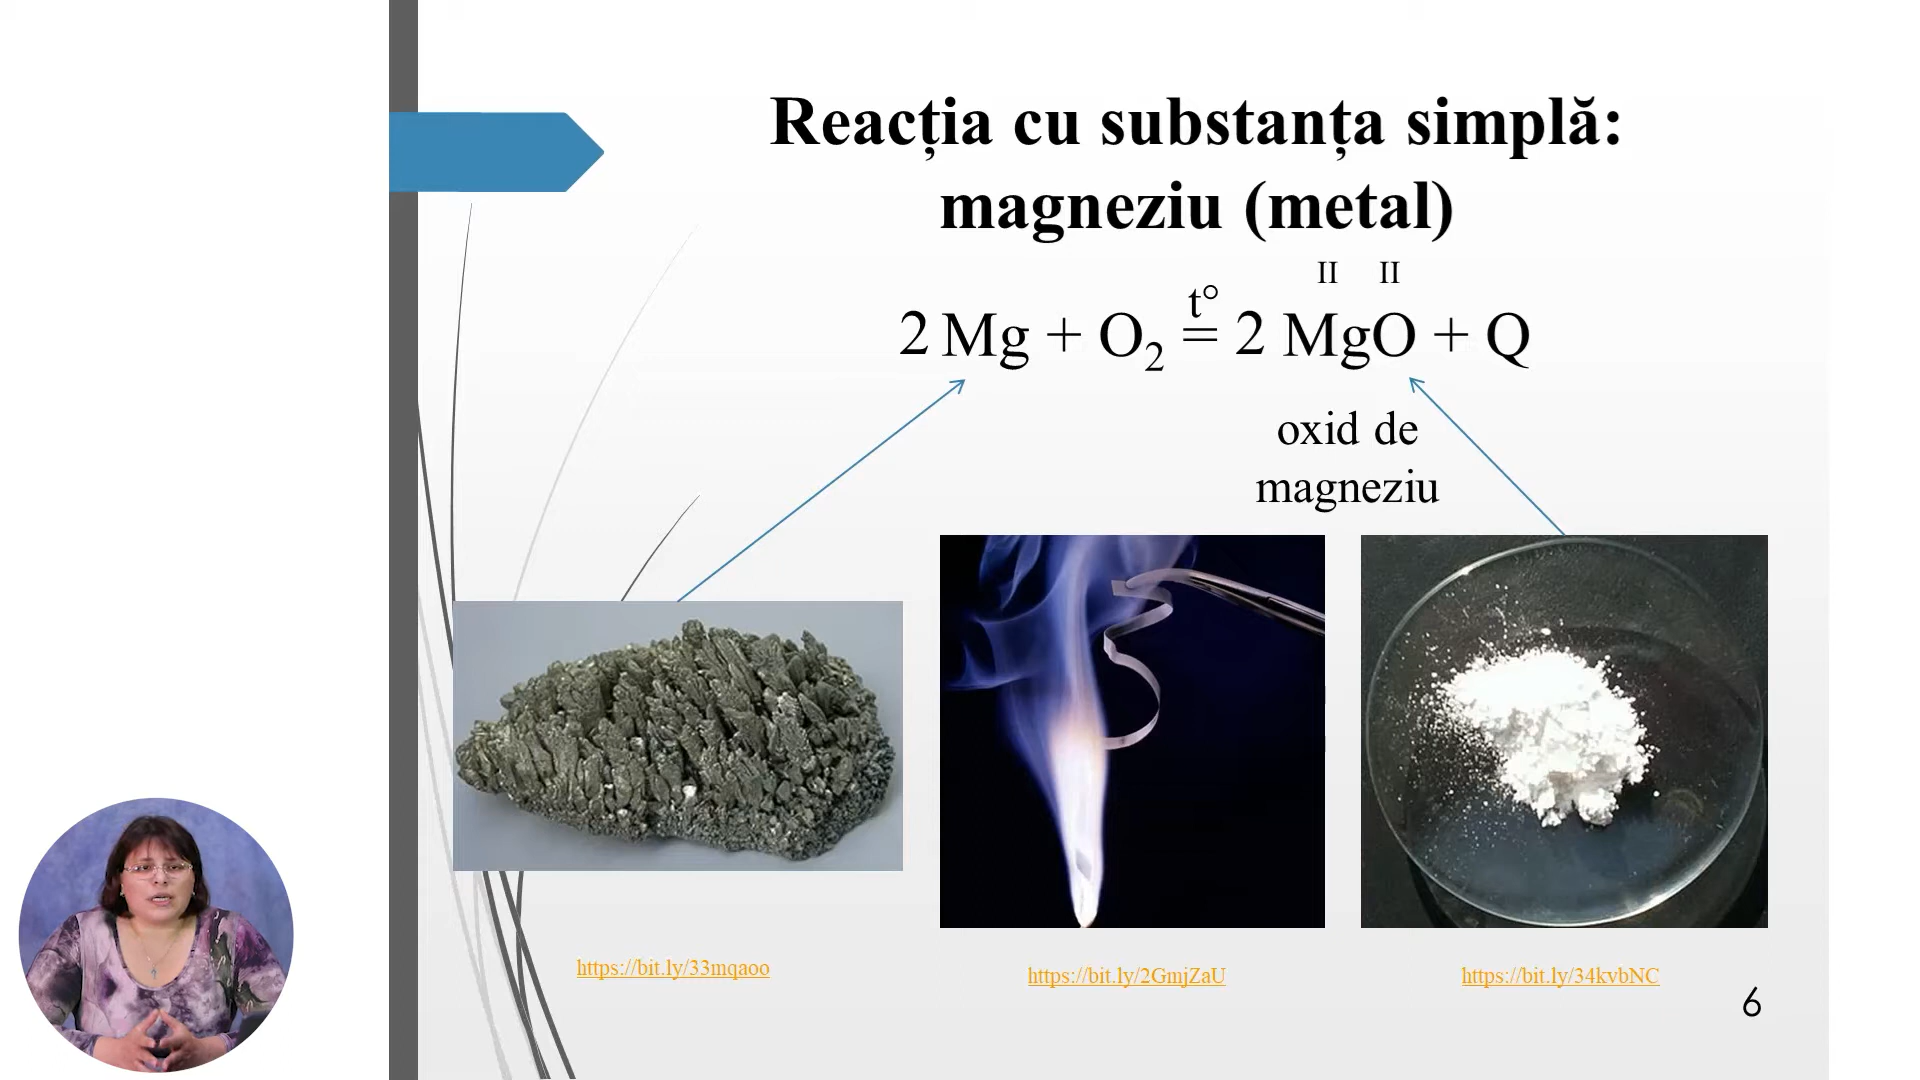 Reacția cu substanța simplă:
magneziu (metal)
II II
t°
2 Mg + O₂ = 2 MgO + Q
oxid de
magneziu
https://bit.ly/33mqaoo
https://bit.ly/2GmjZaU
https://bit.ly/34kvbNC
6